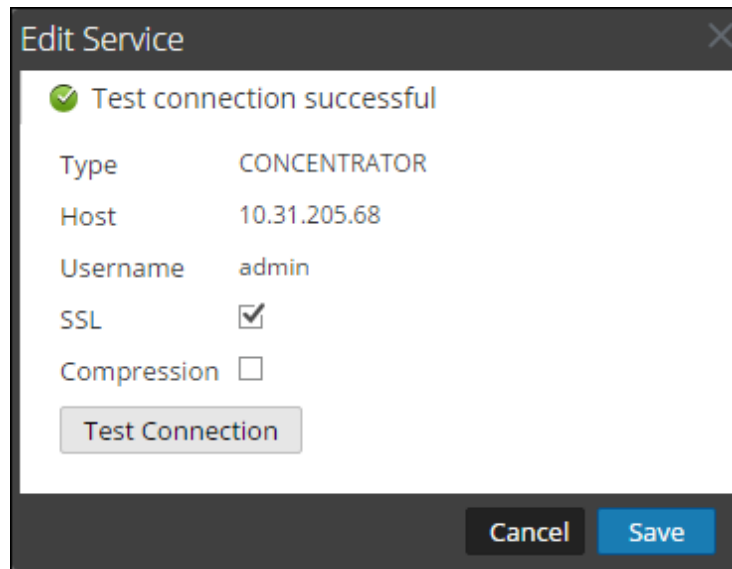 Edit Service
Test connection successful
Type CONCENTRATOR
Host 10.31.205.68
Username admin
SSL
Compression
Test Connection
Cancel Save